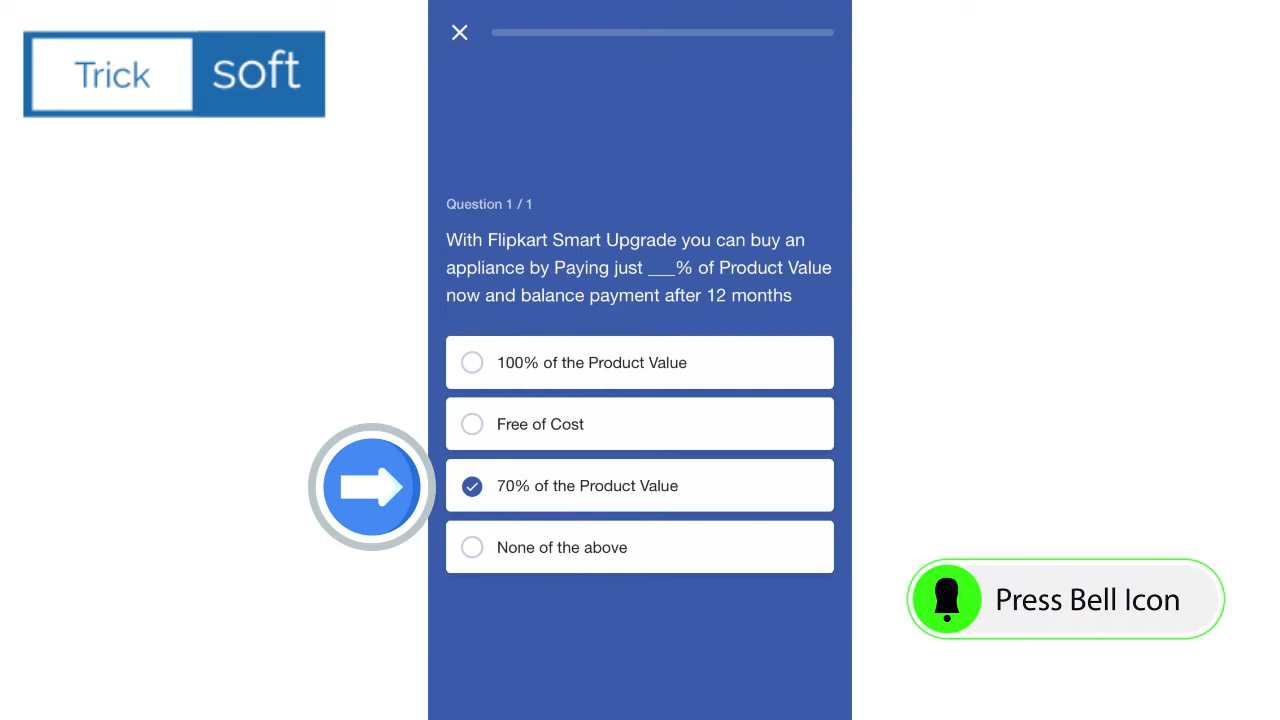 Trick soft
Question 1 / 1
With Flipkart Smart Upgrade you can buy an
appliance by Paying just ___% of Product Value
now and balance payment after 12 months
100% of the Product Value
Free of Cost
70% of the Product Value
None of the above
Press Bell Icon